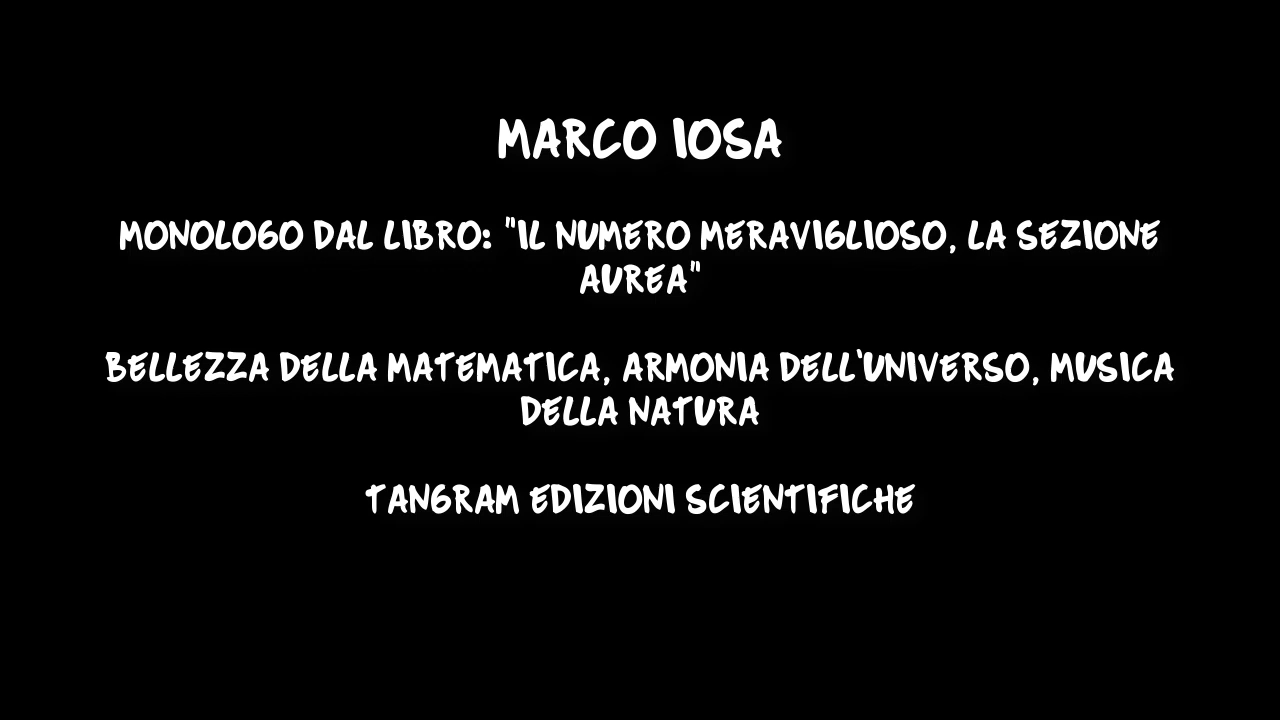 MARCO IOSA
MONOLOGO DAL LIBRO: "IL NUMERO MERAVIGLIOSO, LA SEZIONE
AUREA"
BELLEZZA DELLA MATEMATICA, ARMONIA DELL'UNIVERSO, MUSICA
DELLA NATURA
TANGRAM EDIZIONI SCIENTIFICHE